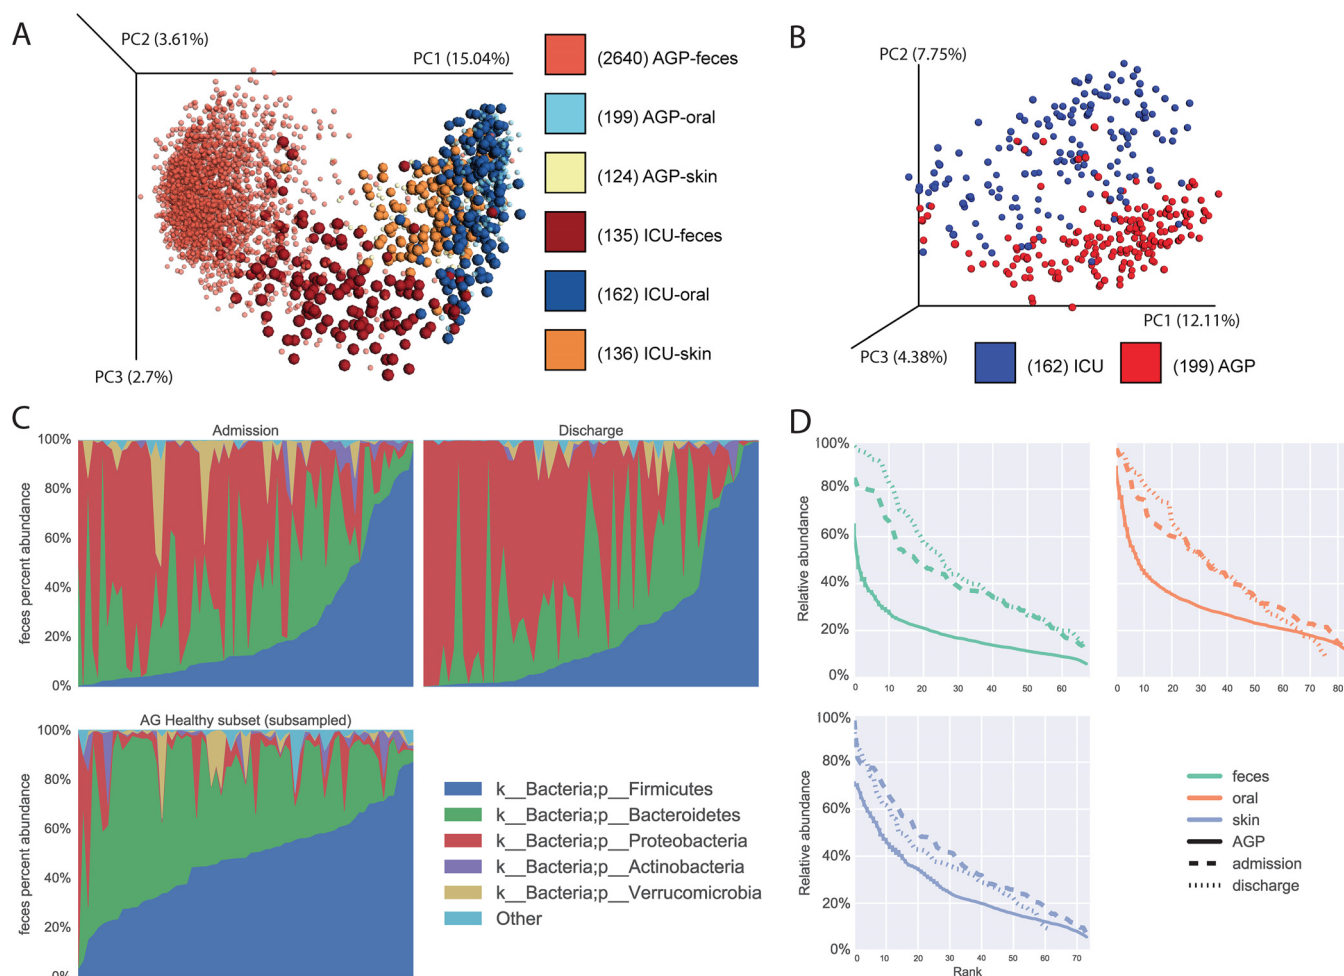 A
PC2 (3.61%)
PC1 (15.04%)
PC3 (2.7%)
(2640) AGP-feces
(199) AGP-oral
(124) AGP-skin
(135) ICU-feces
(162) ICU-oral
(136) ICU-skin
B
PC2 (7.75%)
PC1 (12.11%)
PC3 (4.38%)
(162) ICU
(199) AGP
C
Admission
Discharge
feces percent abundance
100%
80%
60%
40%
20%
0%
AG Healthy subset (subsampled)
feces percent abundance
100%
80%
60%
40%
20%
0%
k__Bacteria;p__Firmicutes
k__Bacteria;p__Bacteroidetes
k__Bacteria;p__Proteobacteria
k__Bacteria;p__Actinobacteria
k__Bacteria;p__Verrucomicrobia
Other
D
Relative abundance
100%
80%
60%
40%
20%
0%
0 10 20 30 40 50 60
0 10 20 30 40 50 60 70 80
Relative abundance
100%
80%
60%
40%
20%
0%
0 10 20 30 40 50 60 70
Rank
feces
oral
skin
AGP
admission
discharge